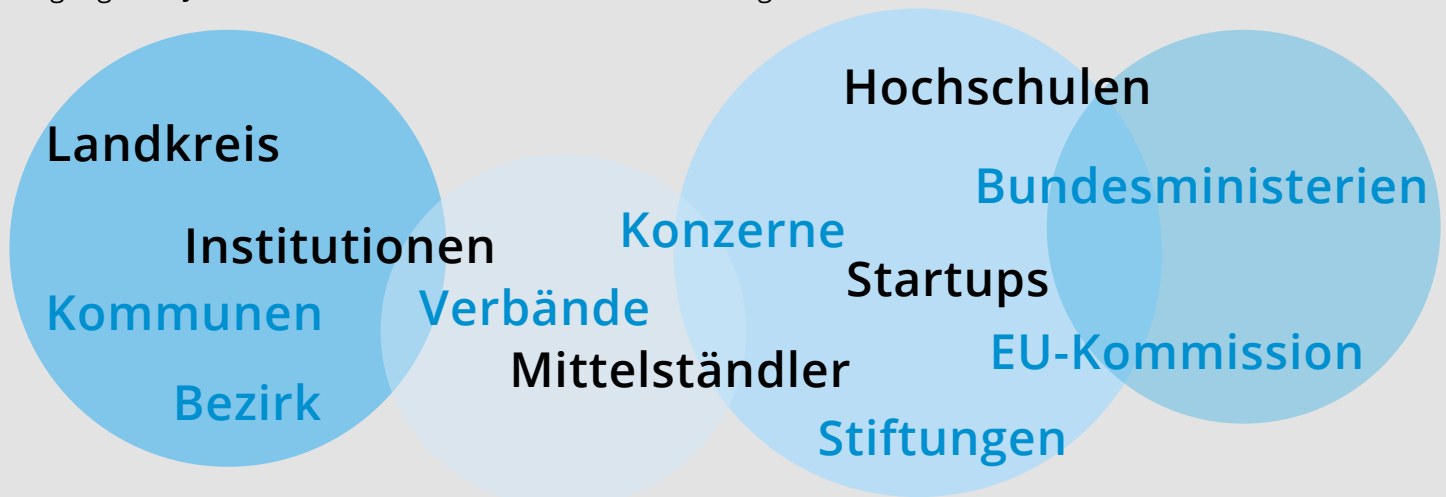 Hochschulen
Landkreis
Bundesministerien
Konzerne
Institutionen
Startups
Verbände
Kommunen
EU-Kommission
Mittelständler
Bezirk
Stiftungen